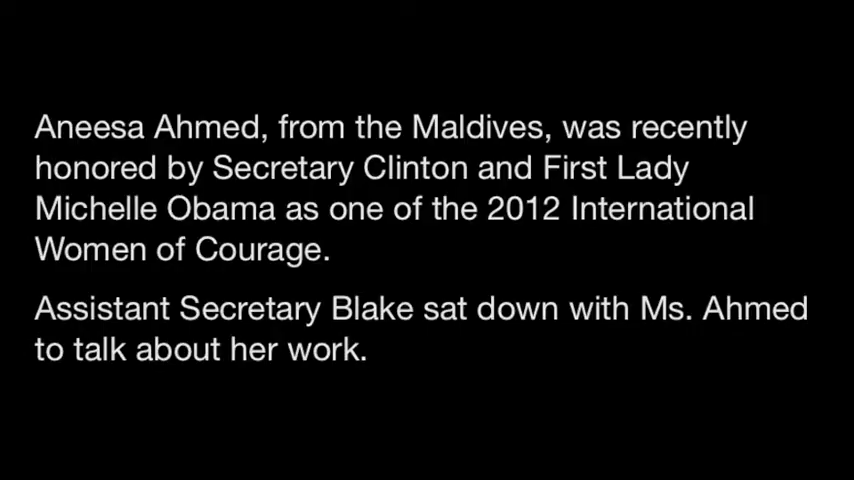 Aneesa Ahmed, from the Maldives, was recently
honored by Secretary Clinton and First Lady
Michelle Obama as one of the 2012 International
Women of Courage.
Assistant Secretary Blake sat down with Ms. Ahmed
to talk about her work.